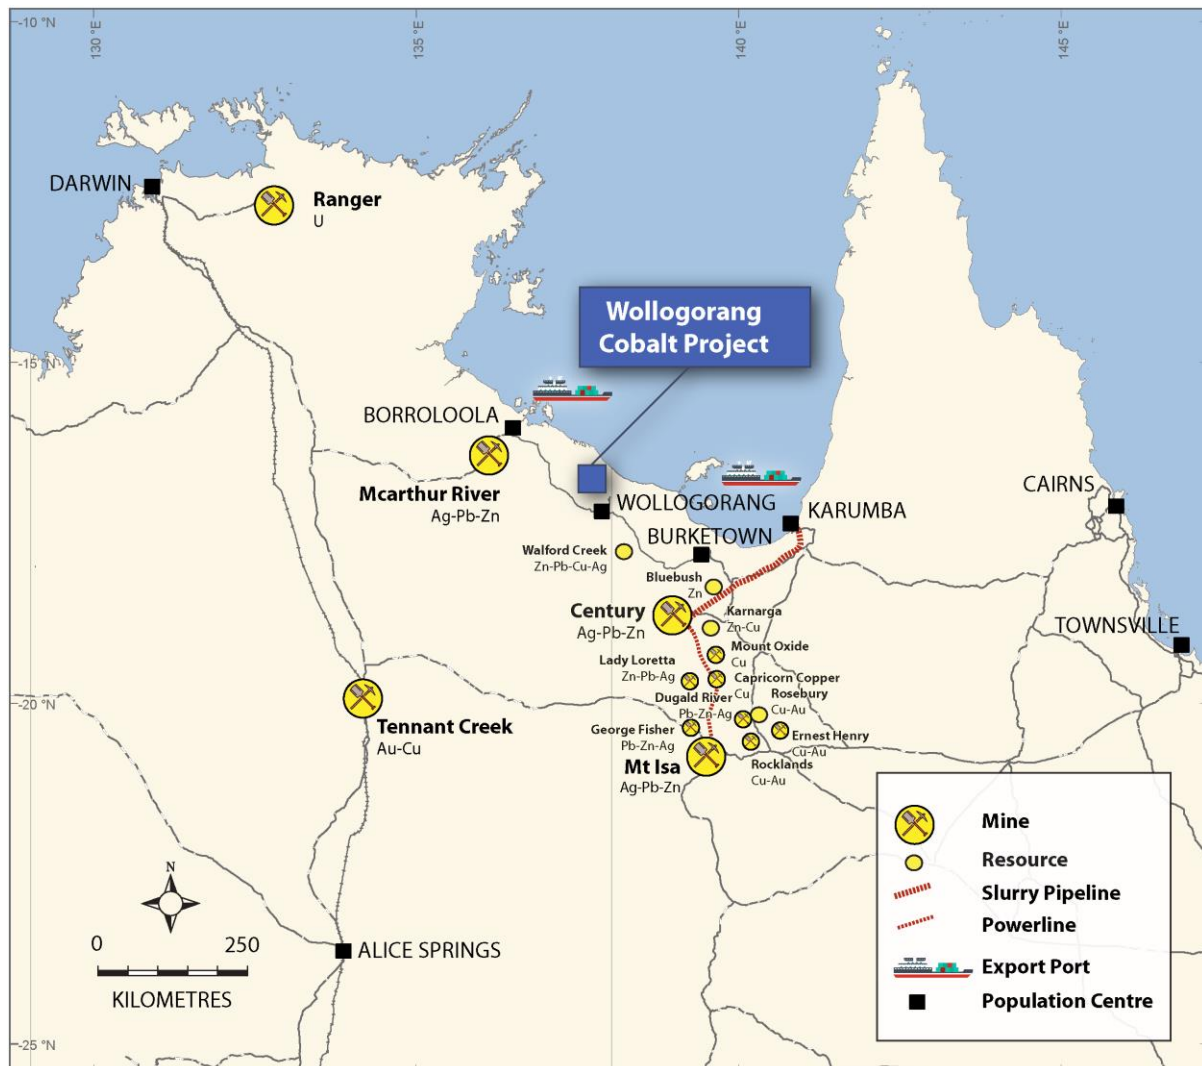 130 °E
135 °E
140 °E
145 °E
-10 °N
DARWIN
Ranger
U
Wollogorang
Cobalt Project
-15 °N
BORROLOOLA
Mcarthur River
Ag-Pb-Zn
WOLLOGORANG
KARUMBA
CAIRNS
BURKETOWN
Walford Creek
Zn-Pb-Cu-Ag
Bluebush
Zn
Century
Ag-Pb-Zn
Karnarga
Zn-Cu
TOWNSVILLE
Mount Oxide
Cu
Lady Loretta
Zn-Pb-Ag
Capricorn Copper
Cu
Dugald River
Pb-Zn-Ag
Rosebury
Cu-Au
-20 °N
Tennant Creek
Au-Cu
George Fisher
Pb-Zn-Ag
Ernest Henry
Cu-Au
Mt Isa
Ag-Pb-Zn
Rocklands
Cu-Au
Mine
Resource
Slurry Pipeline
Powerline
Export Port
Population Centre
N
0 250
KILOMETRES
ALICE SPRINGS
-25 °N